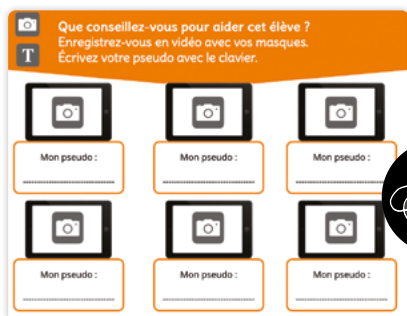 Que conseillez-vous pour aider cet élève ?
Enregistrez-vous en vidéo avec vos masques.
T Écrivez votre pseudo avec le clavier.
Mon pseudo : Mon pseudo : Mon pseudo :
Mon pseudo : Mon pseudo : Mon pseudo :